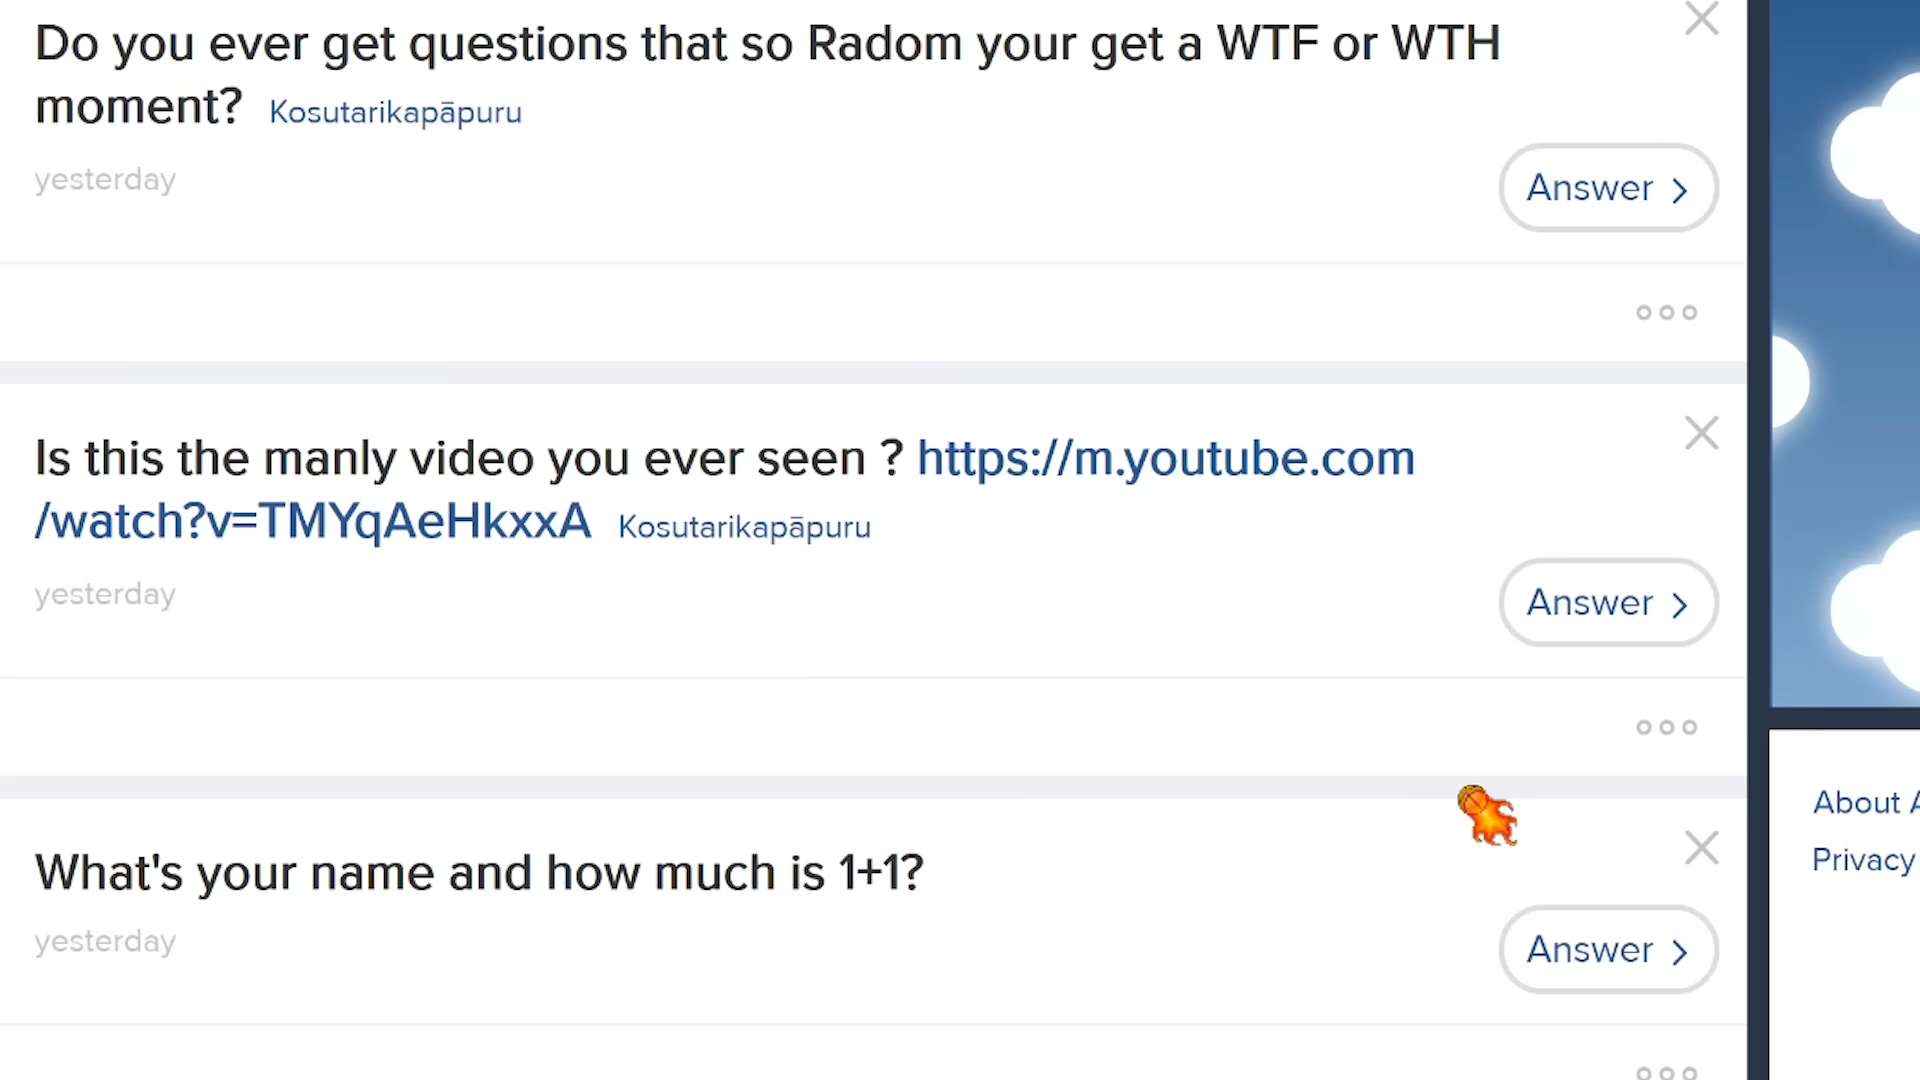 Do you ever get questions that so Radom your get a WTF or WTH
moment? Kosutarikapāpuru
yesterday
Answer
Is this the manly video you ever seen ? https://m.youtube.com
/watch?v=TMYqAeHkxxA Kosutarikapāpuru
yesterday
Answer
What's your name and how much is 1+1?
yesterday
Answer
About A
Privacy